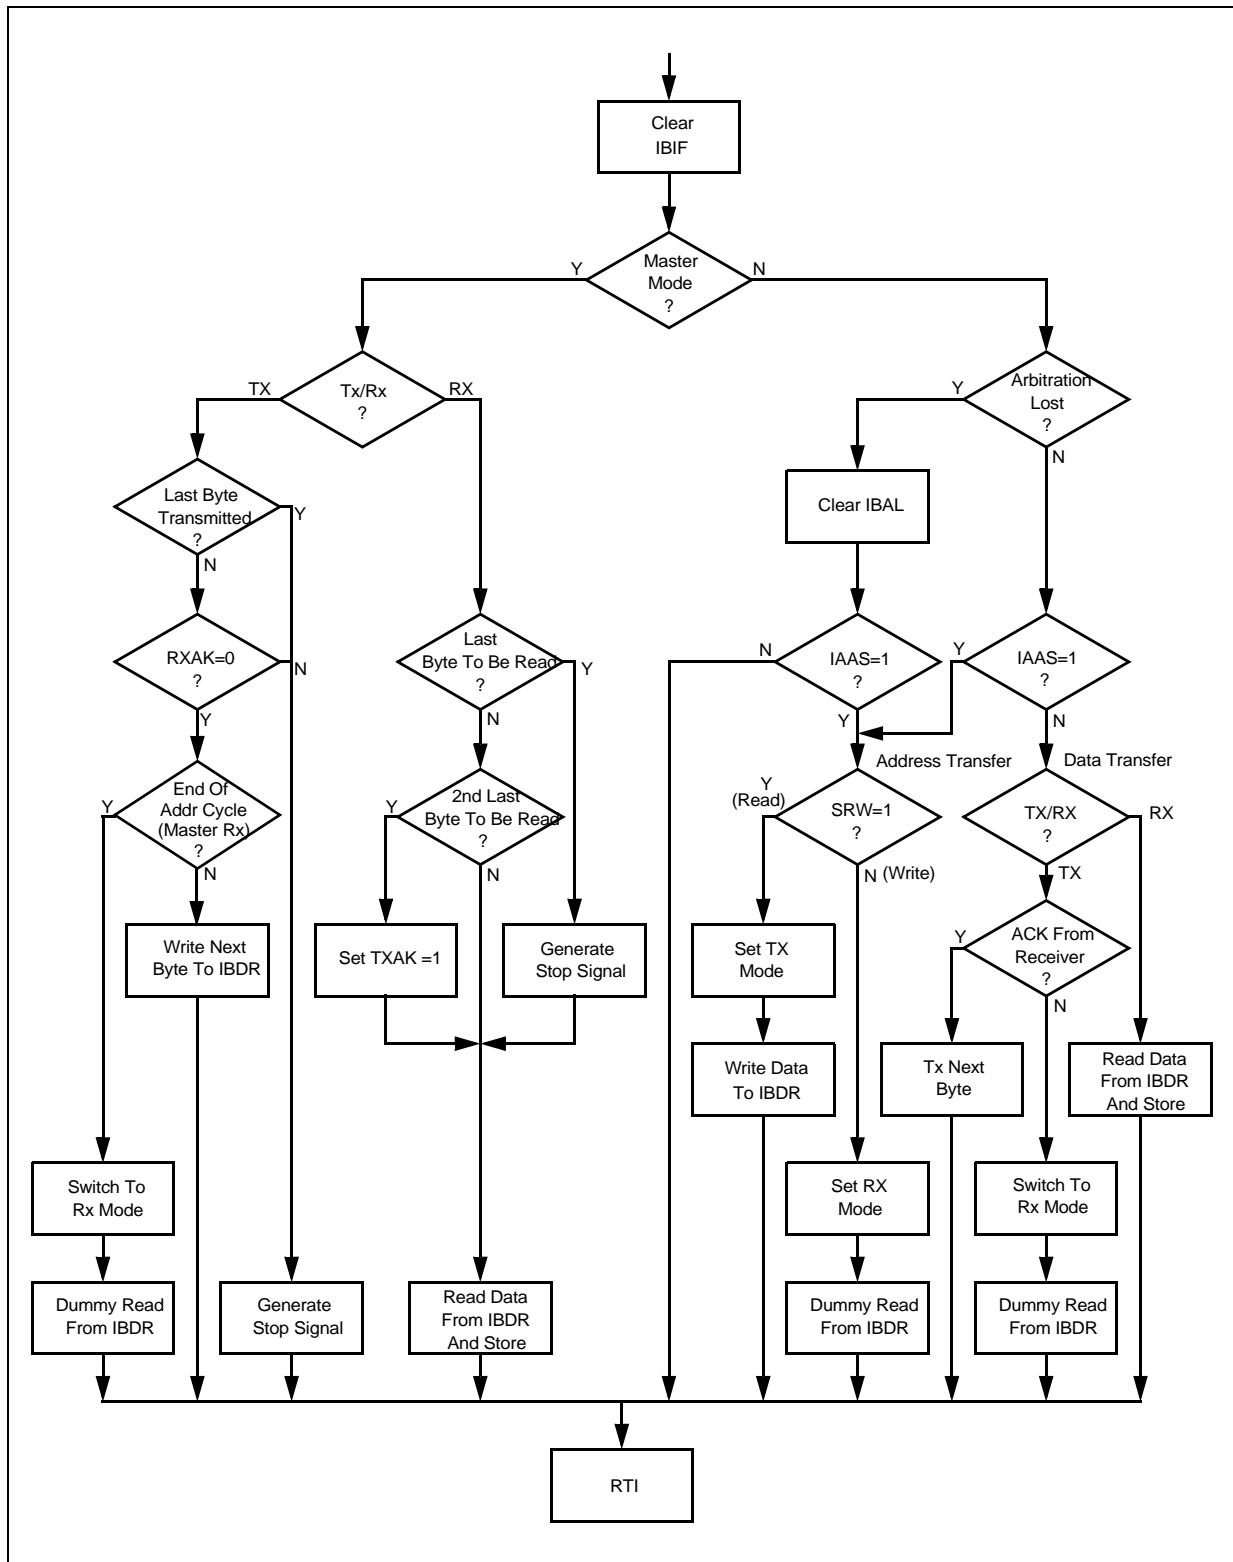 Clear
IBIF
Master
Mode
?
Y
N
Tx/Rx
?
TX
RX
Arbitration
Lost
?
Y
N
Last Byte
Transmitted
?
Y
N
Clear IBAL
RXAK=0
?
N
Y
Last
Byte To Be Read
?
Y
N
IAAS=1
?
N
Y
IAAS=1
?
Y
N
Address Transfer
Data Transfer
End Of
Addr Cycle
(Master Rx)
?
Y
N
2nd Last
Byte To Be Read
?
Y
N
Y
(Read)
SRW=1
?
N (Write)
TX/RX
?
RX
TX
Write Next
Byte To IBDR
Set TXAK =1
Generate
Stop Signal
Set TX
Mode
ACK From
Receiver
?
Y
N
Write Data
To IBDR
Tx Next
Byte
Read Data
From IBDR
And Store
Switch To
Rx Mode
Set RX
Mode
Switch To
Rx Mode
Dummy Read
From IBDR
Generate
Stop Signal
Read Data
From IBDR
And Store
Dummy Read
From IBDR
Dummy Read
From IBDR
RTI